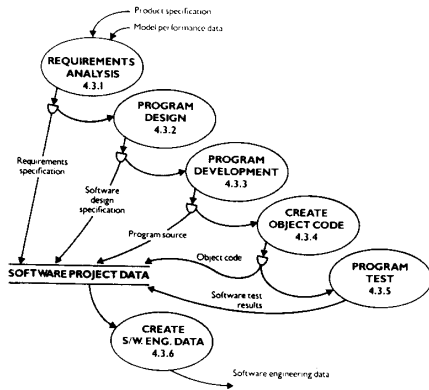 Product specification
Model performance data
REQUIREMENTS
ANALYSIS
4.3.1
PROGRAM
DESIGN
4.3.2
Requirements
specification
PROGRAM
DEVELOPMENT
4.3.3
Software
design
specification
CREATE
OBJECT CODE
4.3.4
Program source
Object code
SOFTWARE PROJECT DATA
PROGRAM
TEST
4.3.5
Software test
results
CREATE
S/W. ENG. DATA
4.3.6
Software engineering data